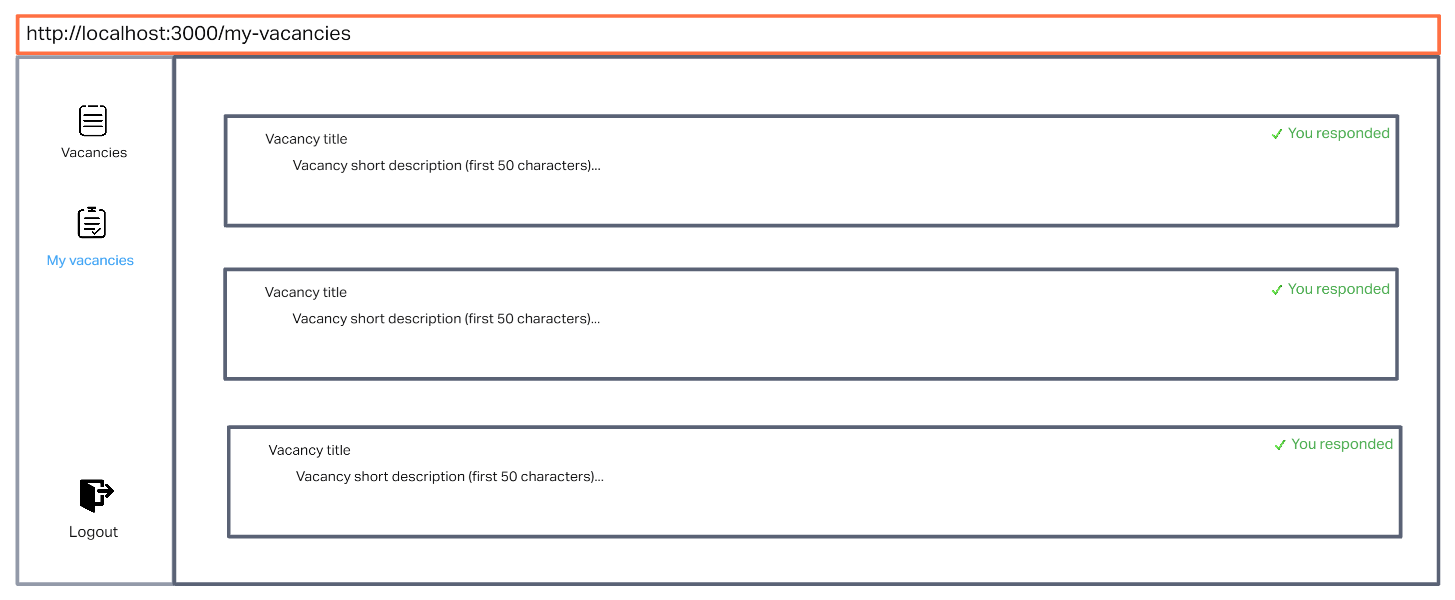 http://localhost:3000/my-vacancies
Vacancies
My vacancies
Logout
Vacancy title
You responded
Vacancy short description (first 50 characters)...
Vacancy title
You responded
Vacancy short description (first 50 characters)...
Vacancy title
You responded
Vacancy short description (first 50 characters)...